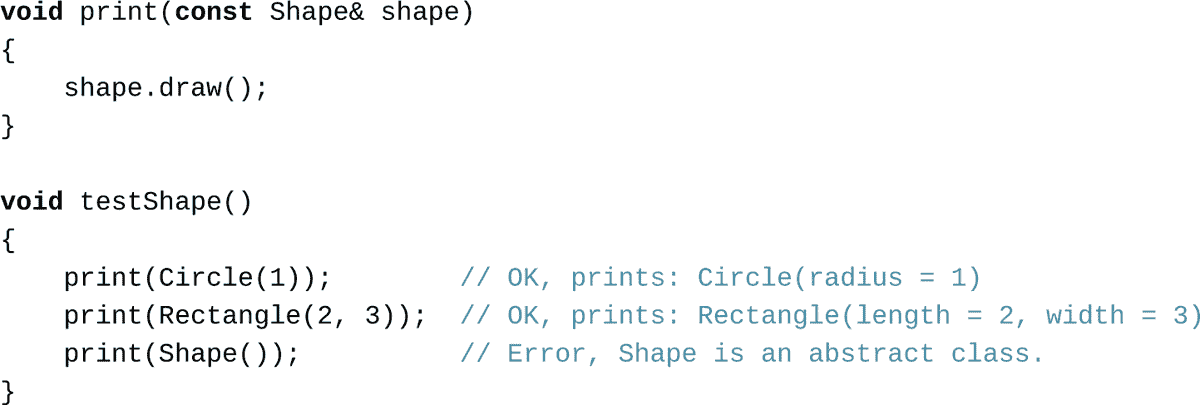 void print(const Shape& shape)
{
    shape.draw();
}

void testShape()
{
    print(Circle(1));        // OK, prints: Circle(radius = 1)
    print(Rectangle(2, 3));  // OK, prints: Rectangle(length = 2, width = 3)
    print(Shape());          // Error, Shape is an abstract class.
}